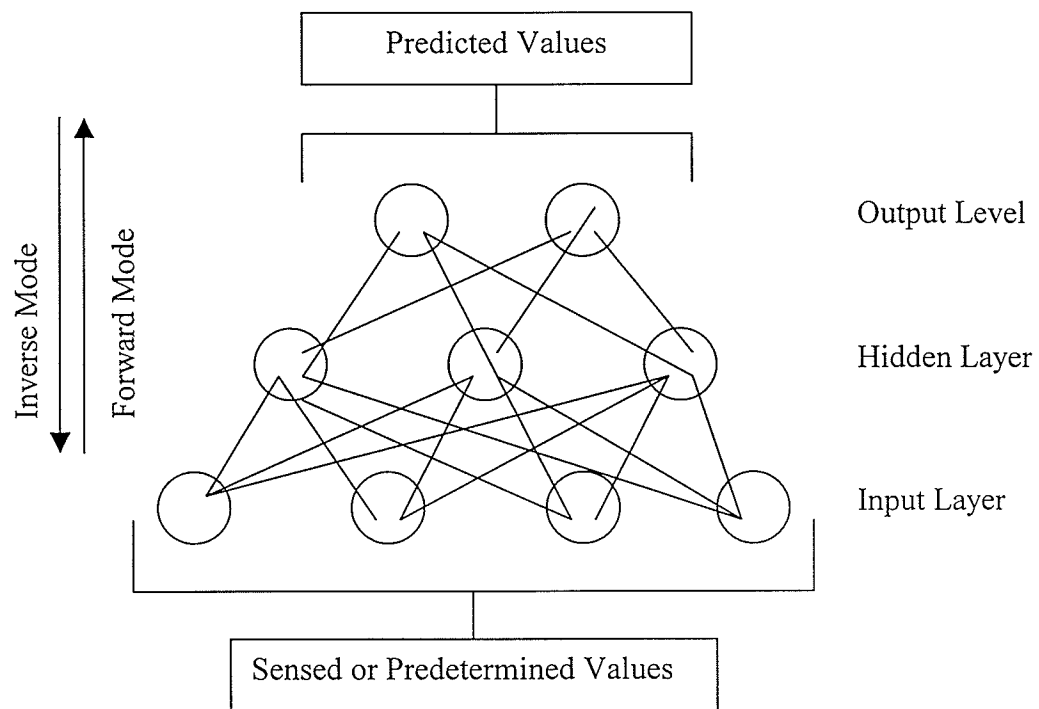 Predicted Values
Output Level
Inverse Mode
Forward Mode
Hidden Layer
Input Layer
Sensed or Predetermined Values